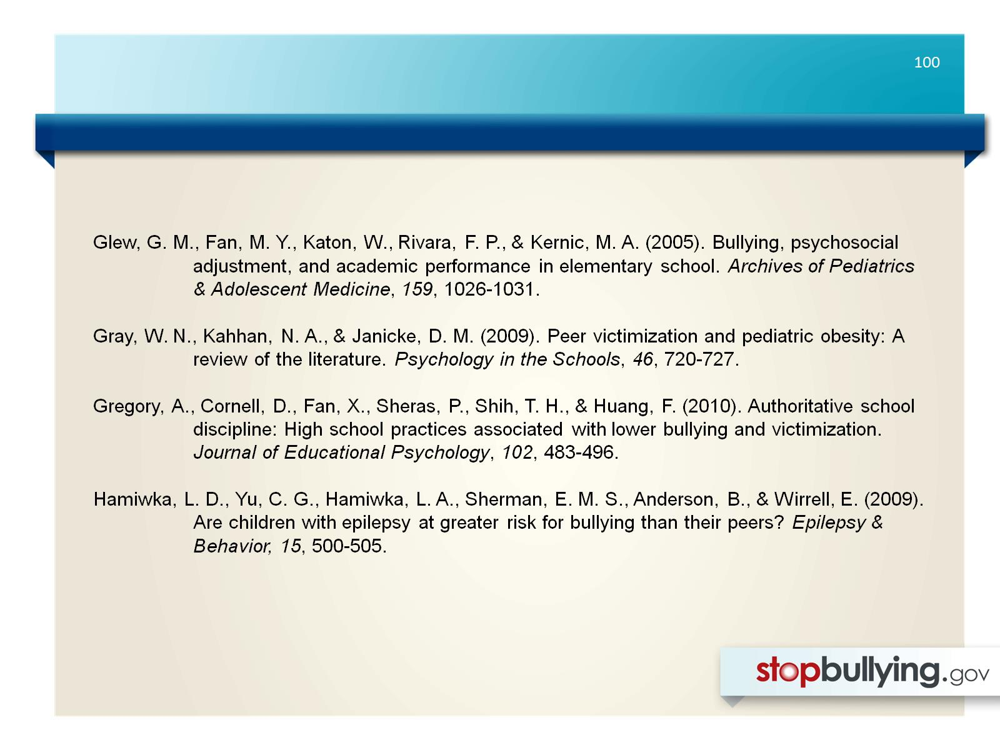 100
Glew, G. M., Fan, M. Y., Katon, W., Rivara, F. P., & Kernic, M. A. (2005). Bullying, psychosocial
adjustment, and academic performance in elementary school. Archives of Pediatrics
& Adolescent Medicine, 159, 1026-1031.
Gray, W. N., Kahhan, N. A., & Janicke, D. M. (2009). Peer victimization and pediatric obesity: A
review of the literature. Psychology in the Schools, 46, 720-727.
Gregory, A., Cornell, D., Fan, X., Sheras, P., Shih, T. H., & Huang, F. (2010). Authoritative school
discipline: High school practices associated with lower bullying and victimization.
Journal of Educational Psychology, 102, 483-496.
Hamiwka, L. D., Yu, C. G., Hamiwka, L. A., Sherman, E. M. S., Anderson, B., & Wirrell, E. (2009).
Are children with epilepsy at greater risk for bullying than their peers? Epilepsy &
Behavior, 15, 500-505.
stopbullying.gov